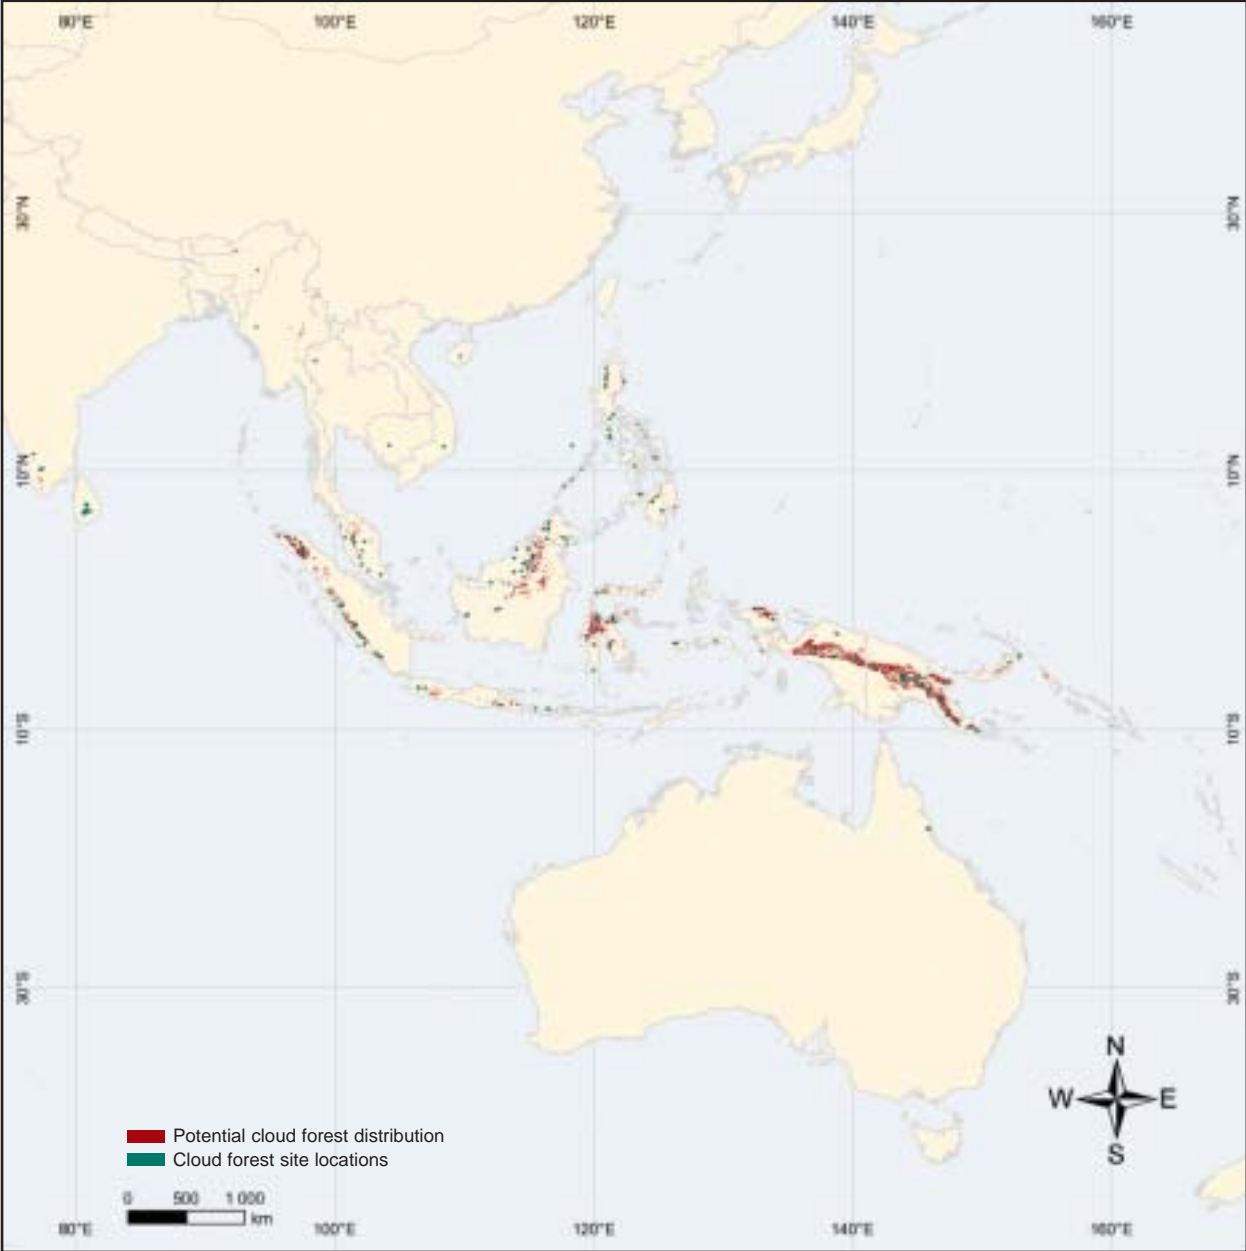 80°E 100°E 120°E 140°E 160°E
30°N 30°N
10°N 10°N
10°S 10°S
30°S 30°S
N
W E
S
Potential cloud forest distribution
Cloud forest site locations
0 500 1 000
km
80°E 100°E 120°E 140°E 160°E